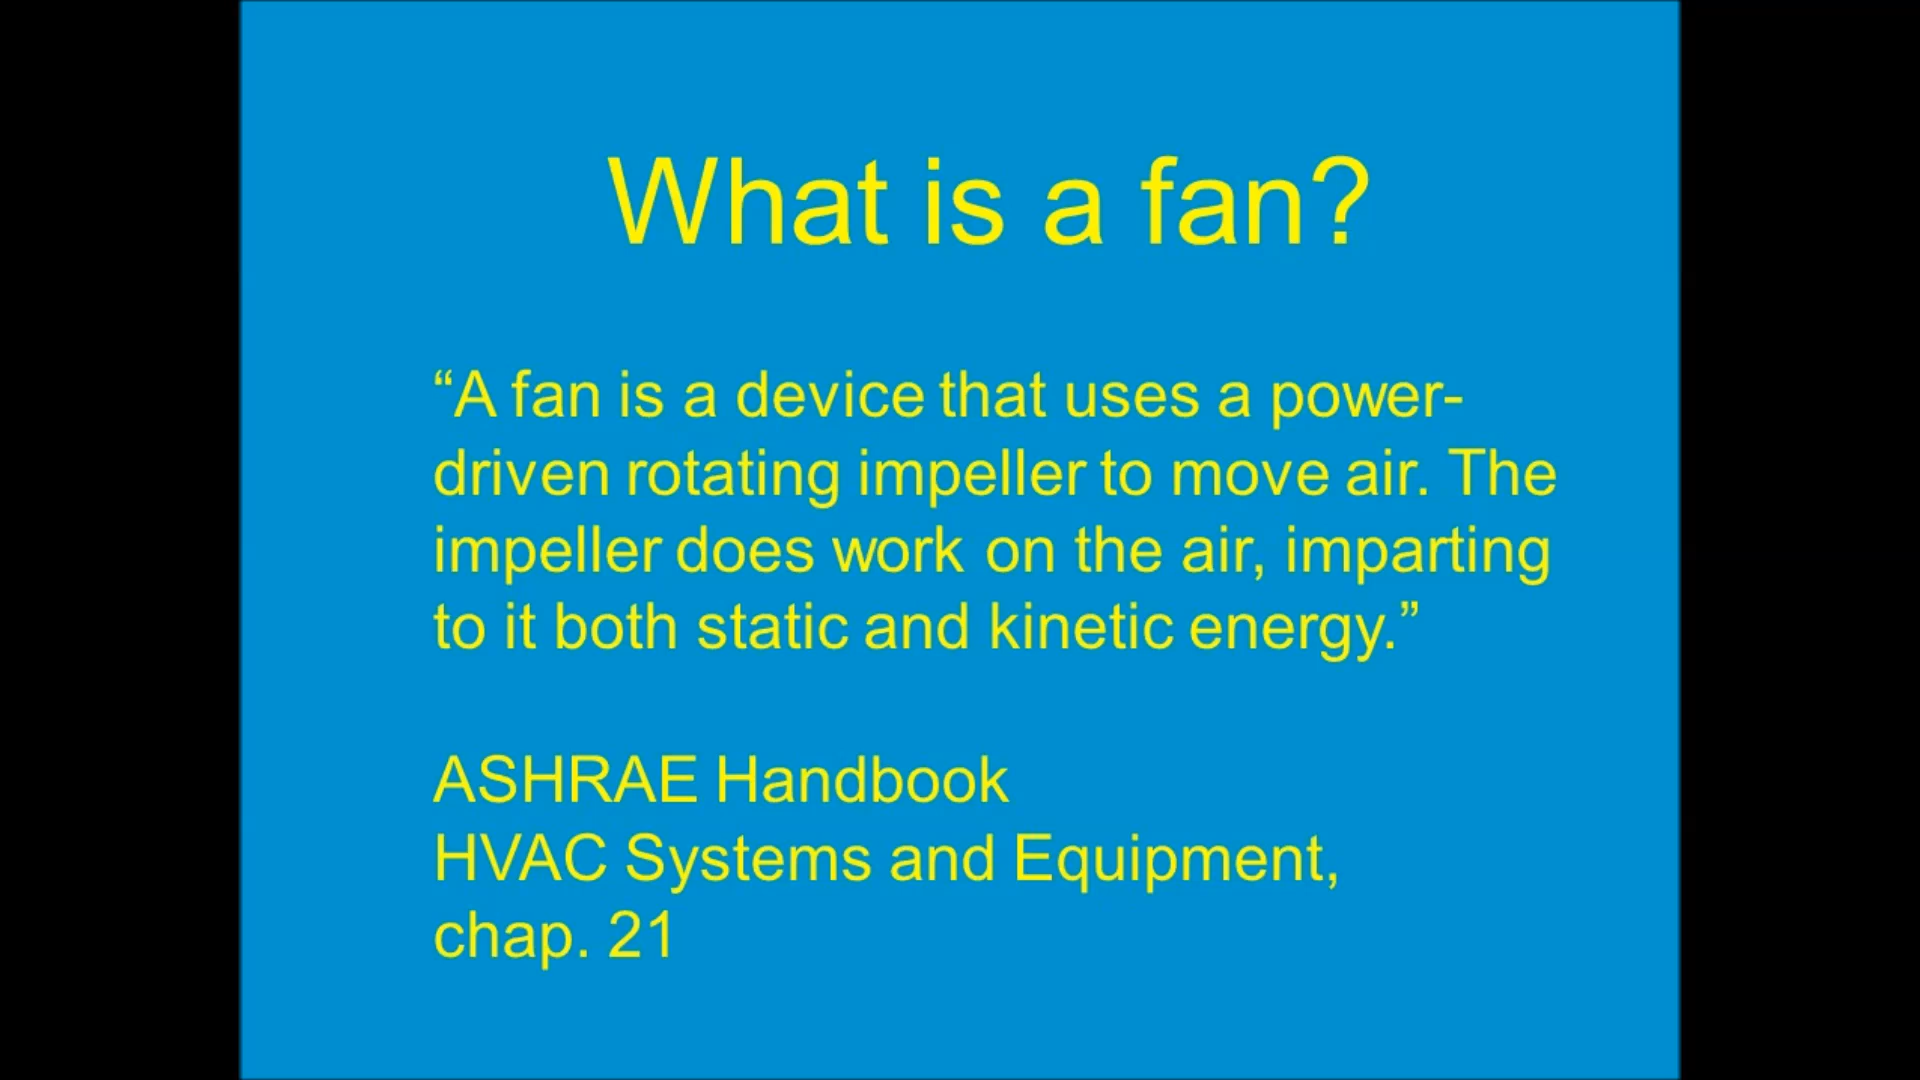 What is a fan?
“A fan is a device that uses a power-
driven rotating impeller to move air. The
impeller does work on the air, imparting
to it both static and kinetic energy.”
ASHRAE Handbook
HVAC Systems and Equipment,
chap. 21